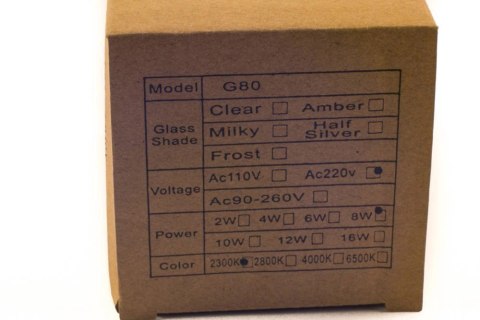 Model G80
Clear Amber
Glass Shade Milky Half Silver
Frost
Voltage Ac110V Ac220v
Ac90-260V
Power 2W 4W 6W 8W
10W 12W 16W
Color 2300K 2800K 4000K 6500K